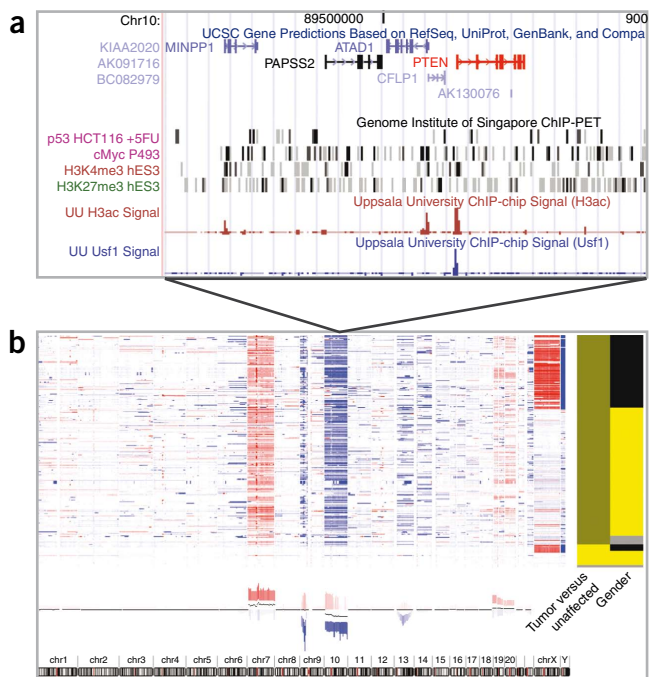 a
Chr10:
89500000
900
UCSC Gene Predictions Based on RefSeq, UniProt, GenBank, and Compa
KIAA2020
MINPP1
ATAD1
AK091716
PAPSS2
PTEN
BC082979
CFLP1
AK130076
Genome Institute of Singapore ChIP-PET
p53 HCT116 +5FU
cMyc P493
H3K4me3 hES3
H3K27me3 hES3
Uppsala University ChIP-chip Signal (H3ac)
UU H3ac Signal
Uppsala University ChIP-chip Signal (Usf1)
UU Usf1 Signal
b
Tumor versus
unaffected
Gender
chr1 chr2 chr3 chr4 chr5 chr6 chr7 chr8 chr9 10 11 12 13 14 15 16 17 18 19 20 chrX Y